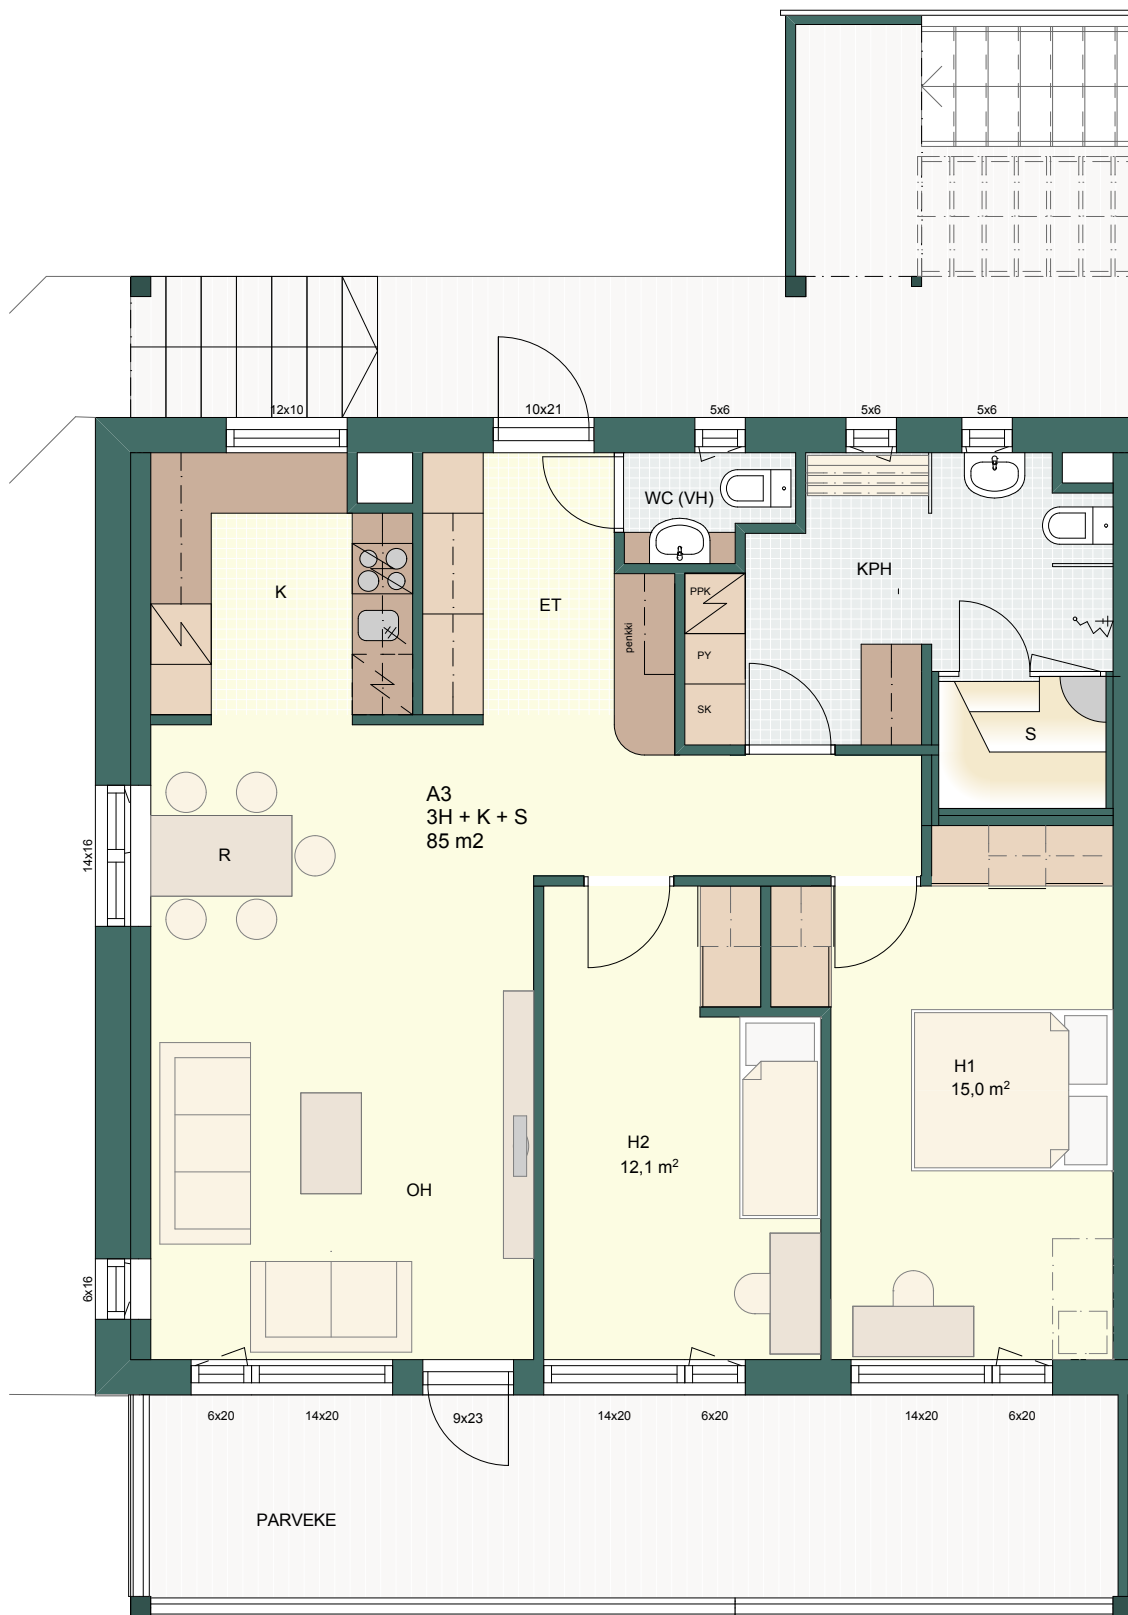 12x10
10x21
5x6
5x6
5x6
WC (VH)
KPH
K
ET
PPK
penkki
PY
SK
S
A3
3H + K + S
85 m2
14x16
R
H1
15,0 m²
H2
12,1 m²
OH
6x16
6x20
14x20
9x23
14x20
6x20
14x20
6x20
PARVEKE